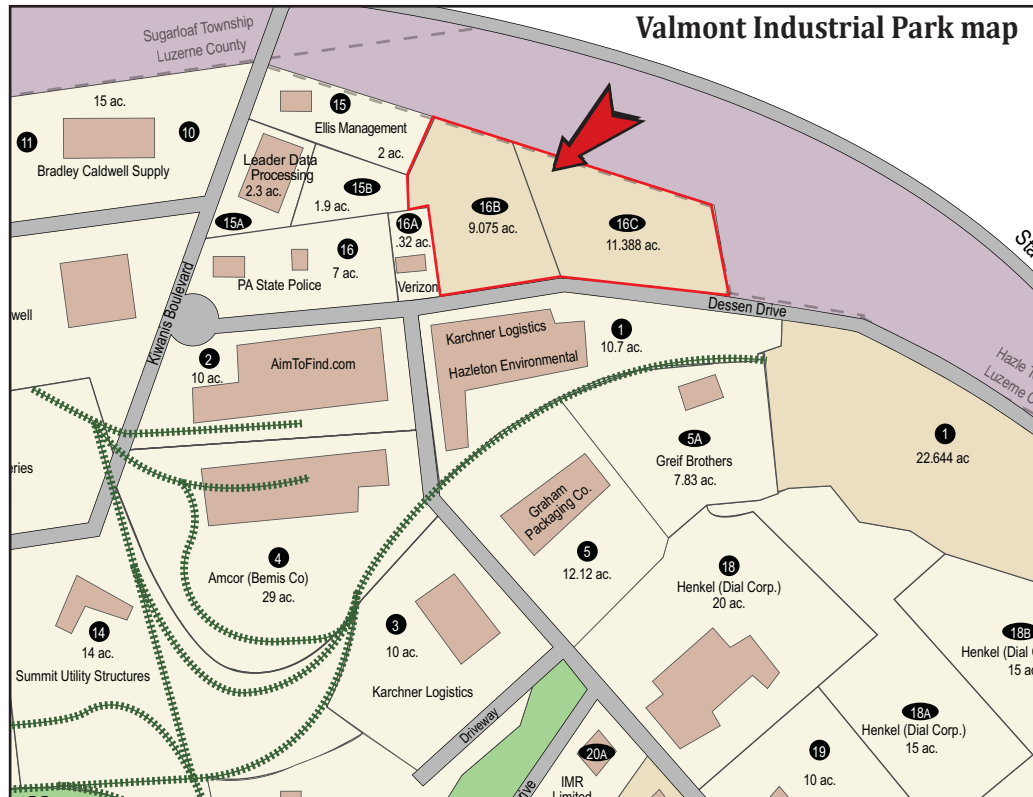 Valmont Industrial Park map
Sugarloaf Township
Luzerne County
15 ac.
11
10
Bradley Caldwell Supply
15
Ellis Management
2 ac.
Leader Data
Processing
2.3 ac.
15B
1.9 ac.
15A
16A
.32 ac.
Verizon
16B
9.075 ac.
16C
11.388 ac.
16
7 ac.
PA State Police
Kiwanis Boulevard
Dessen Drive
well
2
10 ac.
AimToFind.com
Karchner Logistics
Hazleton Environmental
1
10.7 ac.
Sta
Hazle T
Luzerne C
1
22.644 ac
5A
Greif Brothers
7.83 ac.
eries
Graham
Packaging Co.
5
12.12 ac.
4
Amcor (Bemis Co)
29 ac.
18
Henkel (Dial Corp.)
20 ac.
3
10 ac.
Karchner Logistics
14
14 ac.
Summit Utility Structures
18B
Henkel (Dial C
15 ac
18A
Henkel (Dial Corp.)
15 ac.
Driveway
rive
20A
IMR
Limited
19
10 ac.